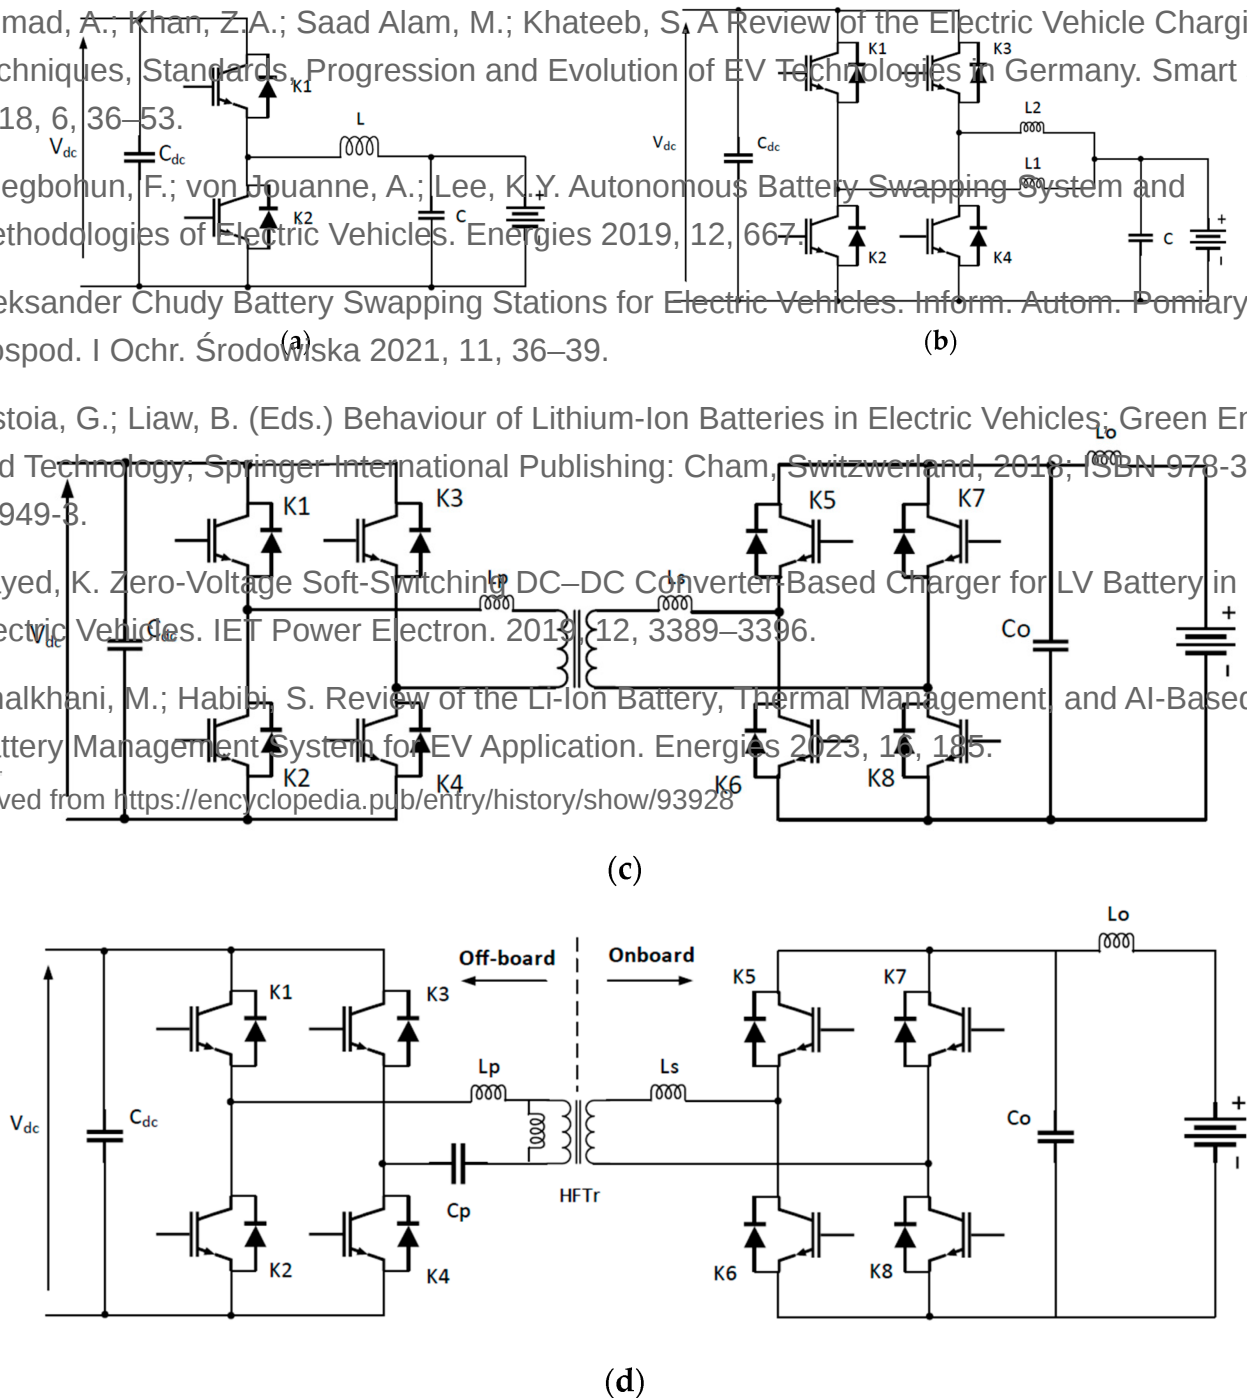 mad, A.; Khan, Z.A.; Saad Alam, M.; Khateeb, S. A Review of the Electric Vehicle Chargi
chniques, Standards, Progression and Evolution of EV Technologies in Germany. Smart
18, 6, 36–53.
egbohun, F.; von Jouanne, A.; Lee, K.Y. Autonomous Battery Swapping System and
ethodologies of Electric Vehicles. Energies 2019, 12, 667.
eksander Chudy Battery Swapping Stations for Electric Vehicles. Inform. Autom. Pomiary
ospod. I Ochr. Środowiska 2021, 11, 36–39.
stoia, G.; Liaw, B. (Eds.) Behaviour of Lithium-Ion Batteries in Electric Vehicles; Green En
d Technology; Springer International Publishing: Cham, Switzwerland, 2018; ISBN 978-3
949-3.
yed, K. Zero-Voltage Soft-Switching DC–DC Converter-Based Charger for LV Battery in
ectric Vehicles. IET Power Electron. 2019, 12, 3389–3396.
nalkhani, M.; Habibi, S. Review of the Li-Ion Battery, Thermal Management, and AI-Based
attery Management System for EV Application. Energies 2023, 16, 185.
ved from https://encyclopedia.pub/entry/history/show/93928
K1
L
Vdc
Cdc
K2
C
+
(a)
K1
K3
L2
Vdc
Cdc
L1
K2
K4
C
+
(b)
Lo
K1
K3
K5
K7
Lp
Ls
Vdc
Cdc
Co
+
K2
K4
K6
K8
(c)
Lo
Off-board
Onboard
K1
K3
K5
K7
Lp
Ls
Vdc
Cdc
Co
+
HFTr
Cp
K2
K4
K6
K8
(d)